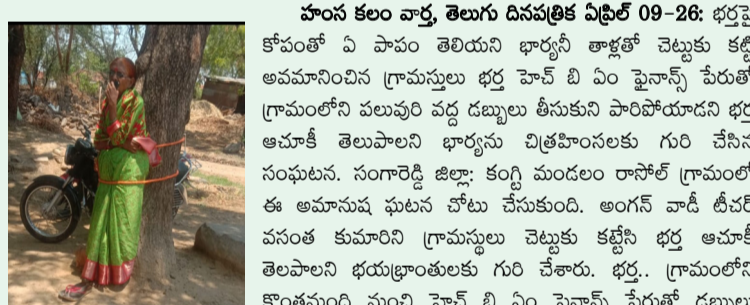 హంస కలం వార్త, తెలుగు దినపత్రిక ఏప్రిల్ 09-26: భర్తపై
కోపంతో ఏ పాపం తెలియని భార్యనీ తాళ్లతో చెట్టుకు కట్టి
అవమానించిన గ్రామస్తులు భర్త హెచ్ బి ఏం ఫైనాన్స్ పేరుతో
గ్రామంలోని పలువురి వద్ద డబ్బులు తీసుకుని పారిపోయాడని భర్త
ఆచూకీ తెలుపాలని భార్యను చిత్రహింసలకు గురి చేసిన
సంఘటన. సంగారెడ్డి జిల్లా: కంగ్టి మండలం రాసోల్ గ్రామంలో
ఈ అమానుష ఘటన చోటు చేసుకుంది. అంగన్ వాడీ టీచర్
వసంత కుమారిని గ్రామస్థులు చెట్టుకు కట్టేసి భర్త ఆచూకీ
తెలపాలని భయభ్రాంతులకు గురి చేశారు. భర్త.. గ్రామంలోని
కొంతమంది నుంచి హెచ్ బి ఏం ఫైనాన్స్ పేరుతో డబ్బులు